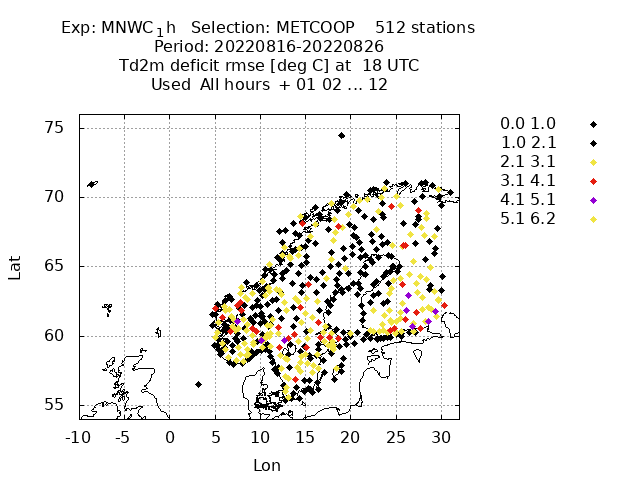 Exp: MNWC1h   Selection: METCOOP    512 stations
Period: 20220816-20220826
Td2m deficit rmse [deg C] at  18 UTC
Used  All hours  + 01 02 ... 12
0.0 1.0
1.0 2.1
2.1 3.1
3.1 4.1
4.1 5.1
5.1 6.2
75
70
65
60
55
Lat
-10 -5 0 5 10 15 20 25 30
Lon